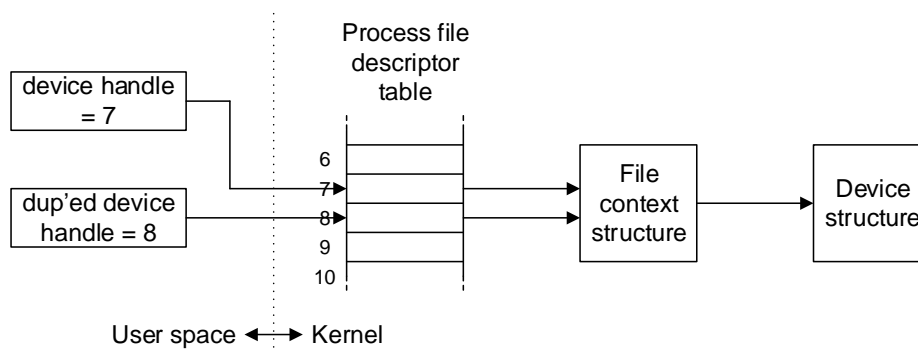 Process file
descriptor
table
device handle
= 7
dup’ed device
handle = 8
6
7
8
9
10
File
context
structure
Device
structure
User space
Kernel